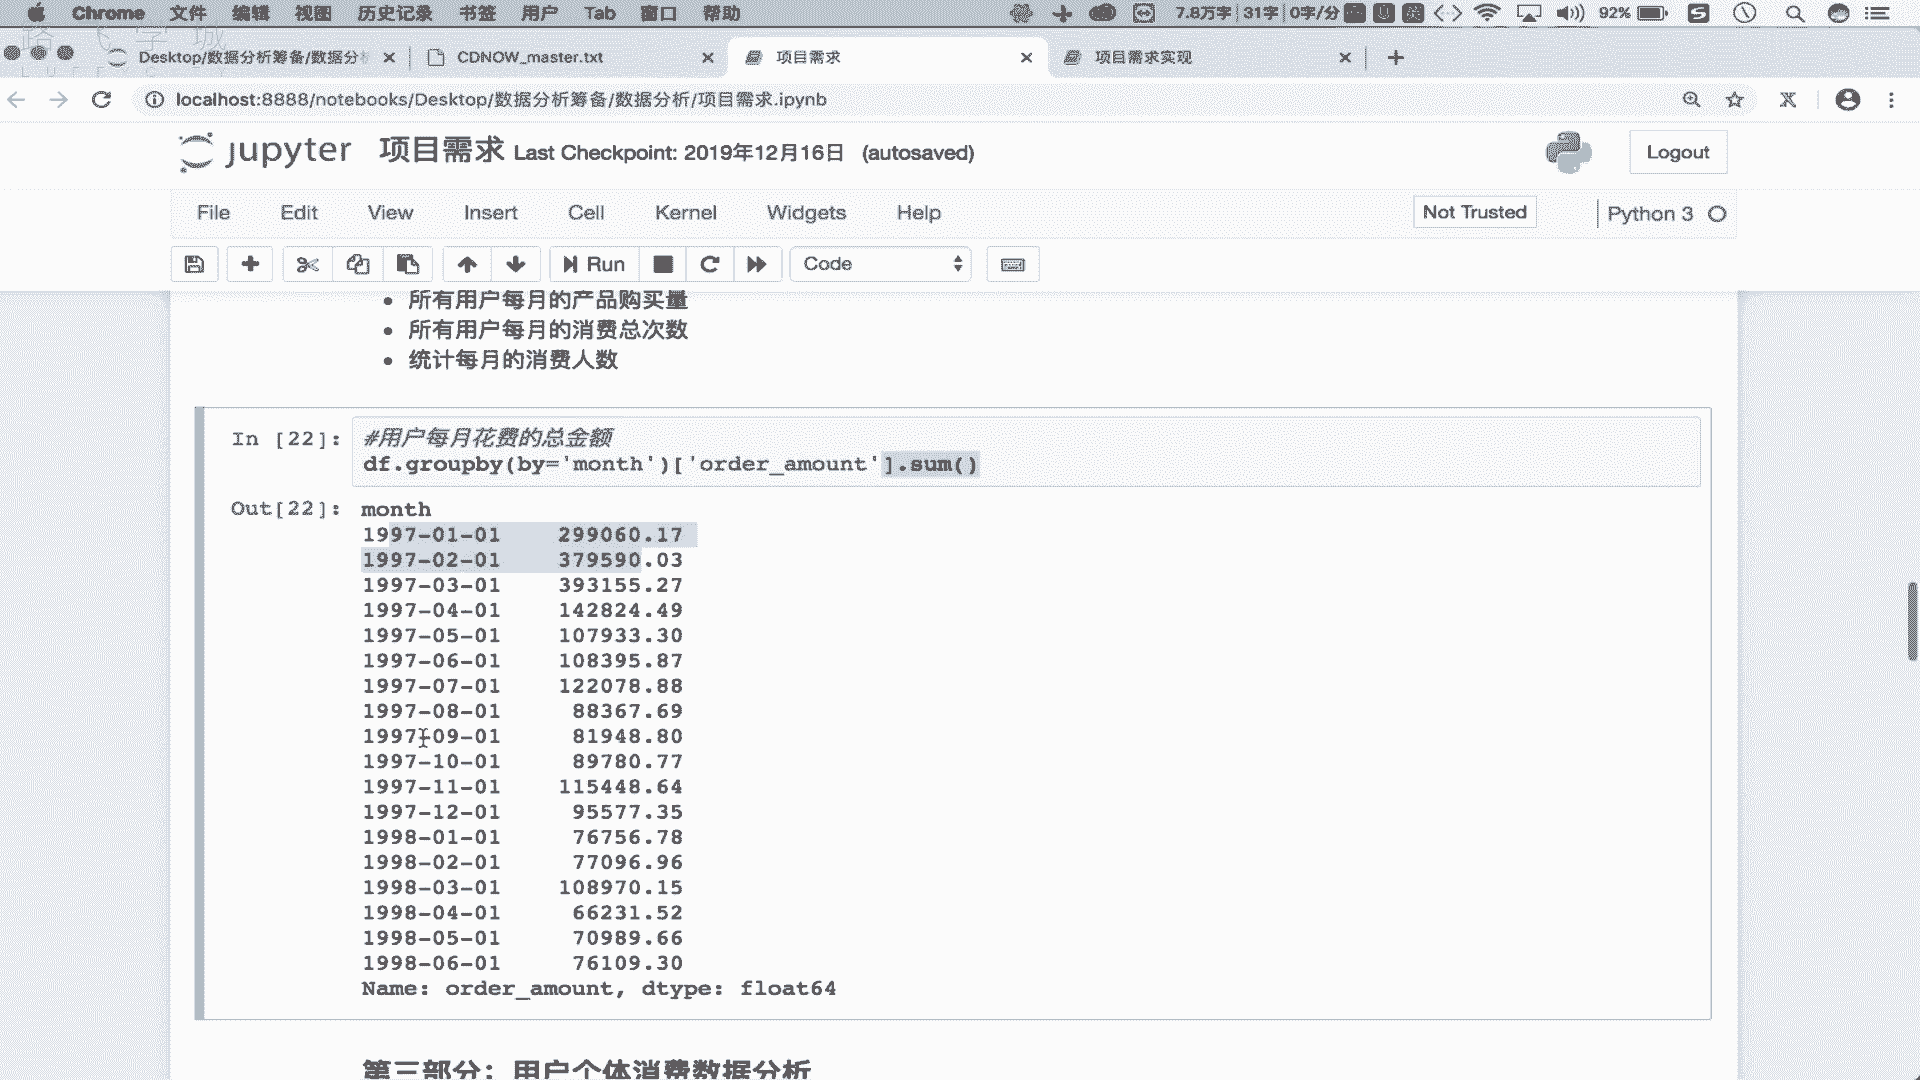 Chrome 文件 编辑 视图 历史记录 书签 用户 Tab 窗口 帮助 7.8万字 31字 0字/分 92%
Desktop/数据分析筹备/数据分 CDNOW_master.txt 项目需求 项目需求实现
localhost:8888/notebooks/Desktop/数据分析筹备/数据分析/项目需求.ipynb
jupyter 项目需求 Last Checkpoint: 2019年12月16日 (autosaved) Logout
File Edit View Insert Cell Kernel Widgets Help Not Trusted Python 3
Run Code
所有用户每月的产品购买量
所有用户每月的消费总次数
统计每月的消费人数
In [22]: #用户每月花费的总金额
df.groupby(by='month')['order_amount'].sum()
Out[22]: month
1997-01-01 299060.17
1997-02-01 379590.03
1997-03-01 393155.27
1997-04-01 142824.49
1997-05-01 107933.30
1997-06-01 108395.87
1997-07-01 122078.88
1997-08-01 88367.69
1997-09-01 81948.80
1997-10-01 89780.77
1997-11-01 115448.64
1997-12-01 95577.35
1998-01-01 76756.78
1998-02-01 77096.96
1998-03-01 108970.15
1998-04-01 66231.52
1998-05-01 70989.66
1998-06-01 76109.30
Name: order_amount, dtype: float64
第三部分：用户个体消费数据分析